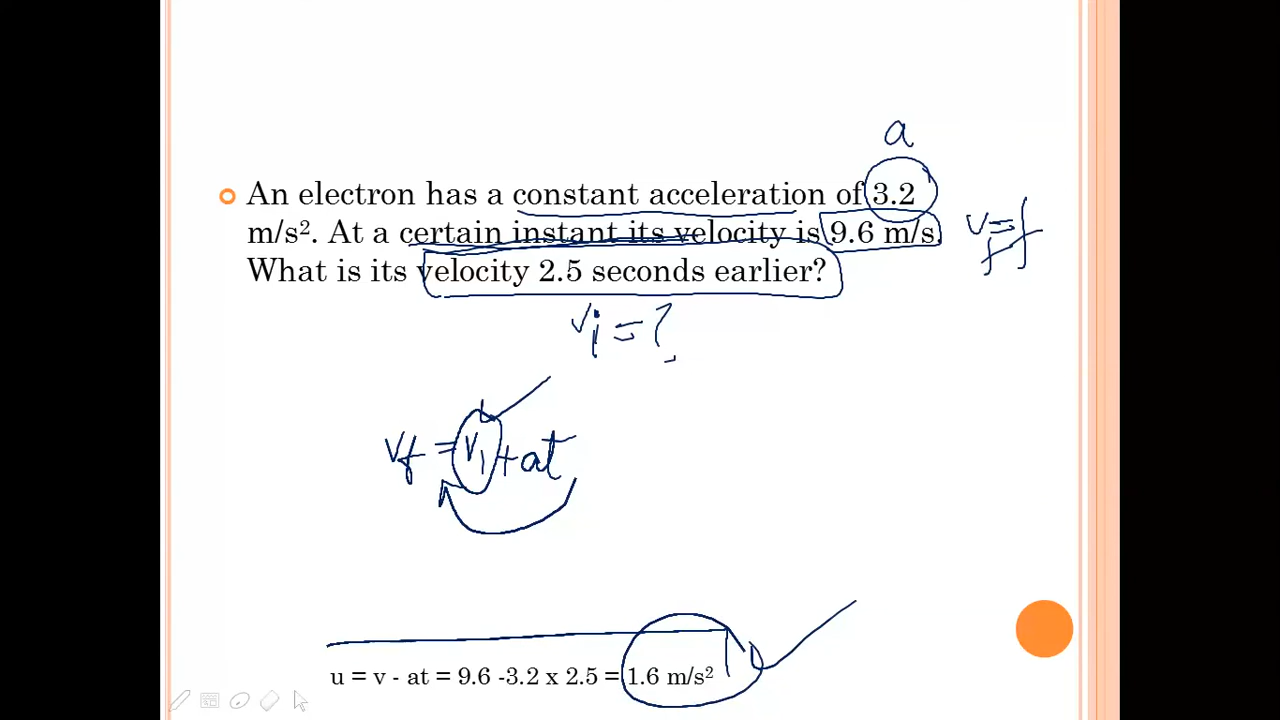 a
An electron has a constant acceleration of 3.2
m/s². At a certain instant its velocity is 9.6 m/s.
What is its velocity 2.5 seconds earlier?
vi = ?
vf = vi + at
u = v - at = 9.6 -3.2 x 2.5 = 1.6 m/s²